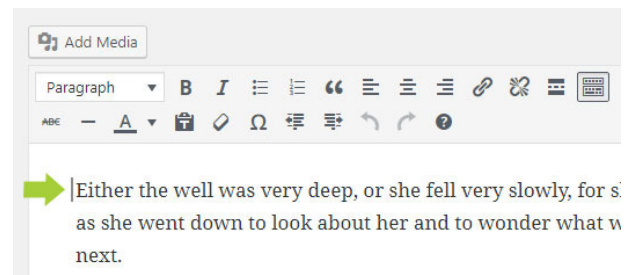 Add Media
Paragraph B I
ABC A Ω
Either the well was very deep, or she fell very slowly, for
as she went down to look about her and to wonder what
next.